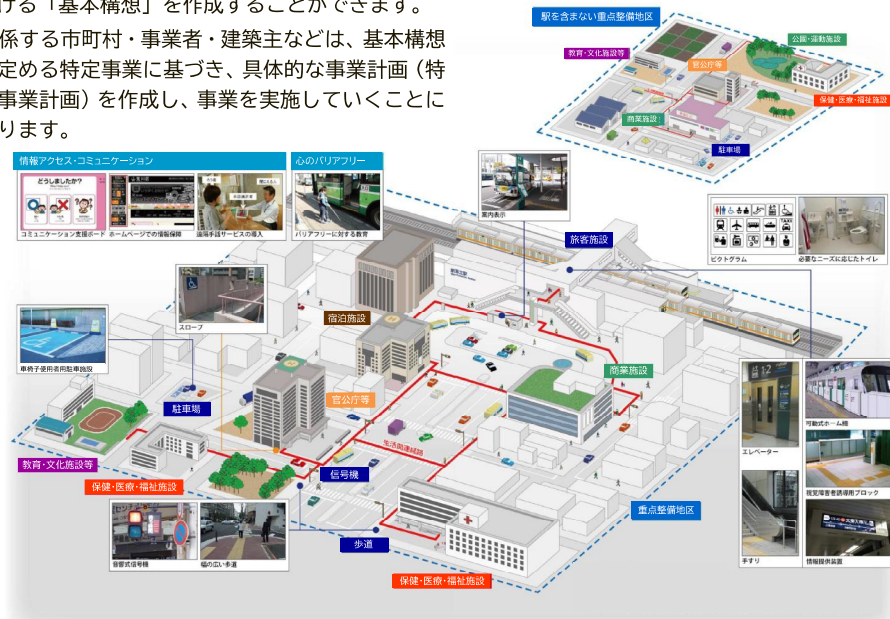 ける「基本構想」を作成することができます。
係する市町村・事業者・建築主などは、基本構想
定める特定事業に基づき、具体的な事業計画（特
事業計画）を作成し、事業を実施していくことに
ります。
駅を含まない重点整備地区
公園・運動施設
教育・文化施設等
官公庁等
保健・医療・福祉施設
商業施設
駐車場
情報アクセス・コミュニケーション
心のバリアフリー
どうしましたか？
コミュニケーション支援ボード
ホームページでの情報保障
遠隔手話サービスの導入
バリアフリーに対する教育
案内表示
旅客施設
ピクトグラム
必要なニーズに応じたトイレ
スロープ
宿泊施設
車椅子使用者用駐車施設
商業施設
駐車場
官公庁等
エレベーター
可動式ホーム柵
生活関連経路
教育・文化施設等
信号機
保健・医療・福祉施設
視覚障害者誘導用ブロック
重点整備地区
音響式信号機
幅の広い歩道
歩道
手すり
情報提供装置
保健・医療・福祉施設